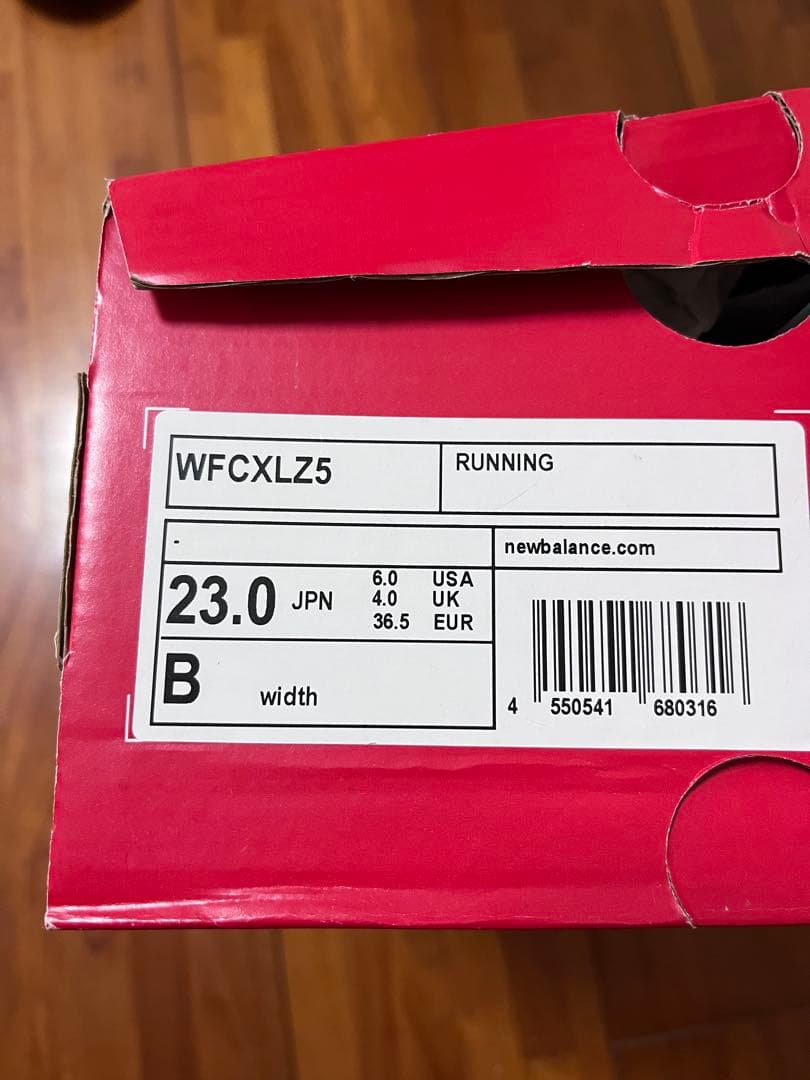 WFCXLZ5
RUNNING
-
newbalance.com
23.0 JPN
6.0 USA
4.0 UK
36.5 EUR
B width
4 550541 680316